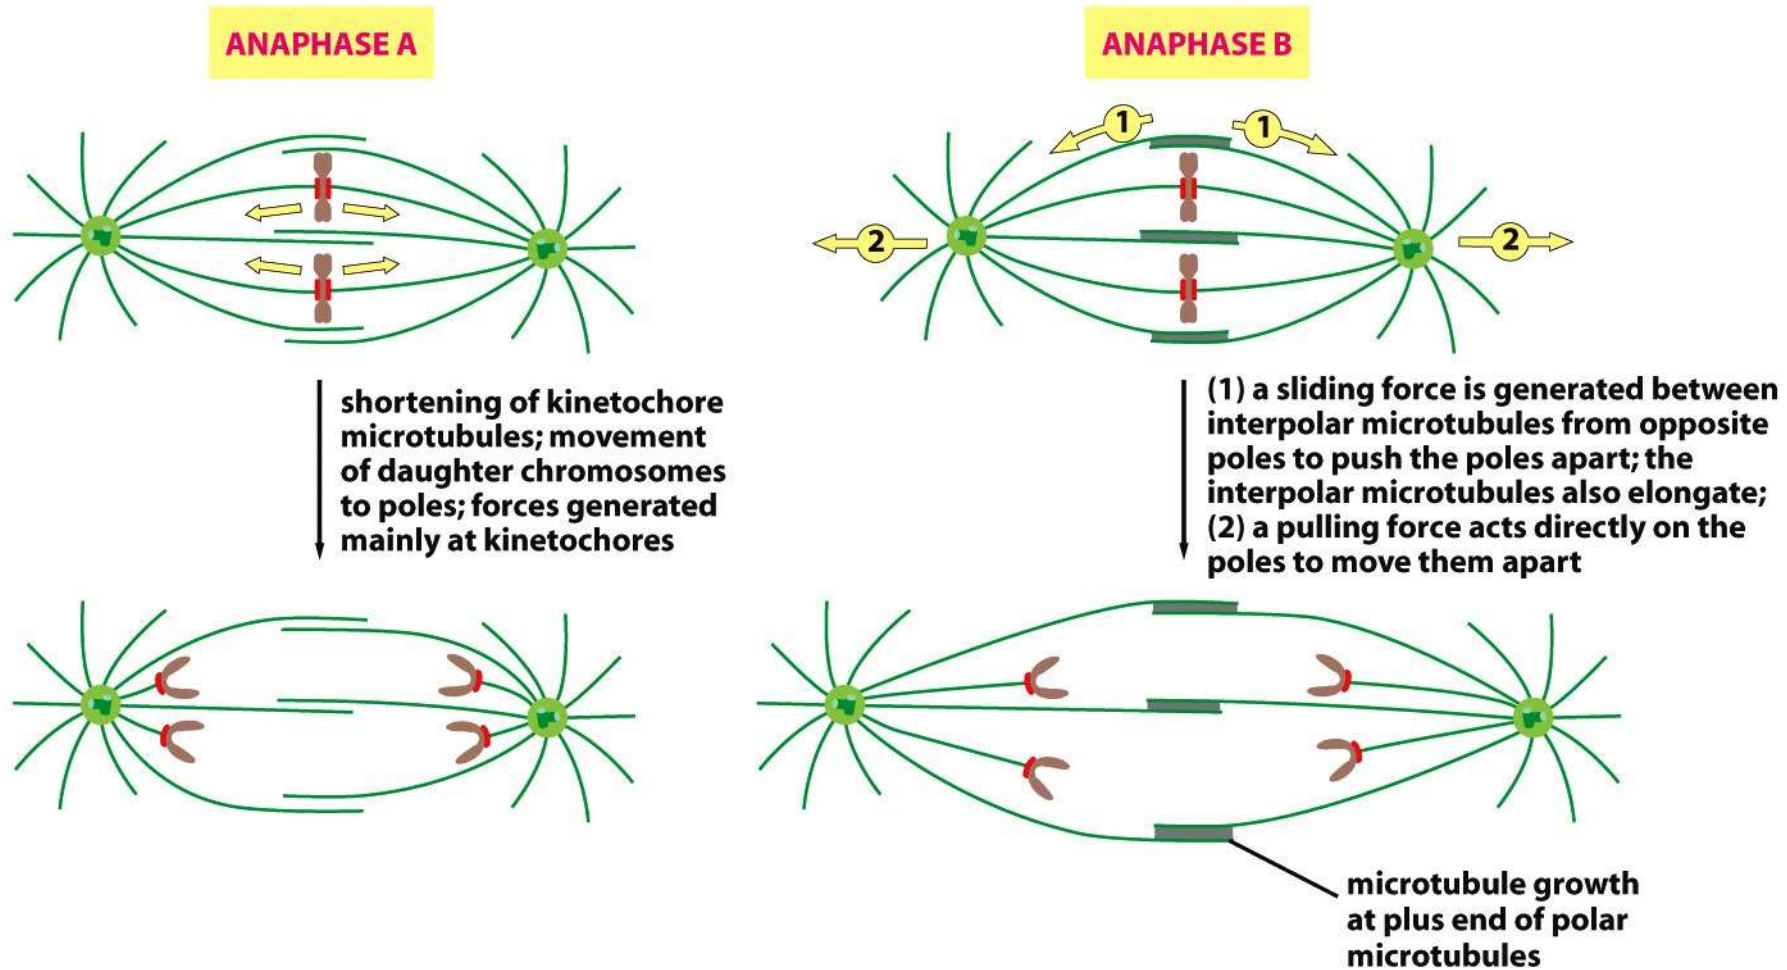 ANAPHASE A
shortening of kinetochore
microtubules; movement
of daughter chromosomes
to poles; forces generated
mainly at kinetochores
ANAPHASE B
1
1
2
2
(1) a sliding force is generated between
interpolar microtubules from opposite
poles to push the poles apart; the
interpolar microtubules also elongate;
(2) a pulling force acts directly on the
poles to move them apart
microtubule growth
at plus end of polar
microtubules